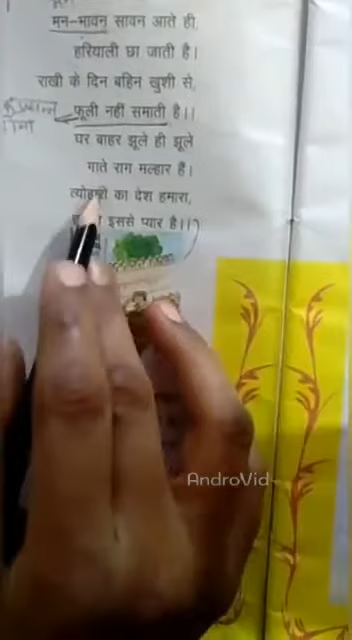 मन-भावन सावन आते ही,
हरियाली छा जाती है।
राखी के दिन बहिन खुशी से,
फूली नहीं समाती है।।
घर बाहर झूले ही झूले
गाते राग मल्हार हैं।
का देश हमारा,
इससे प्यार है।।
AndroVid